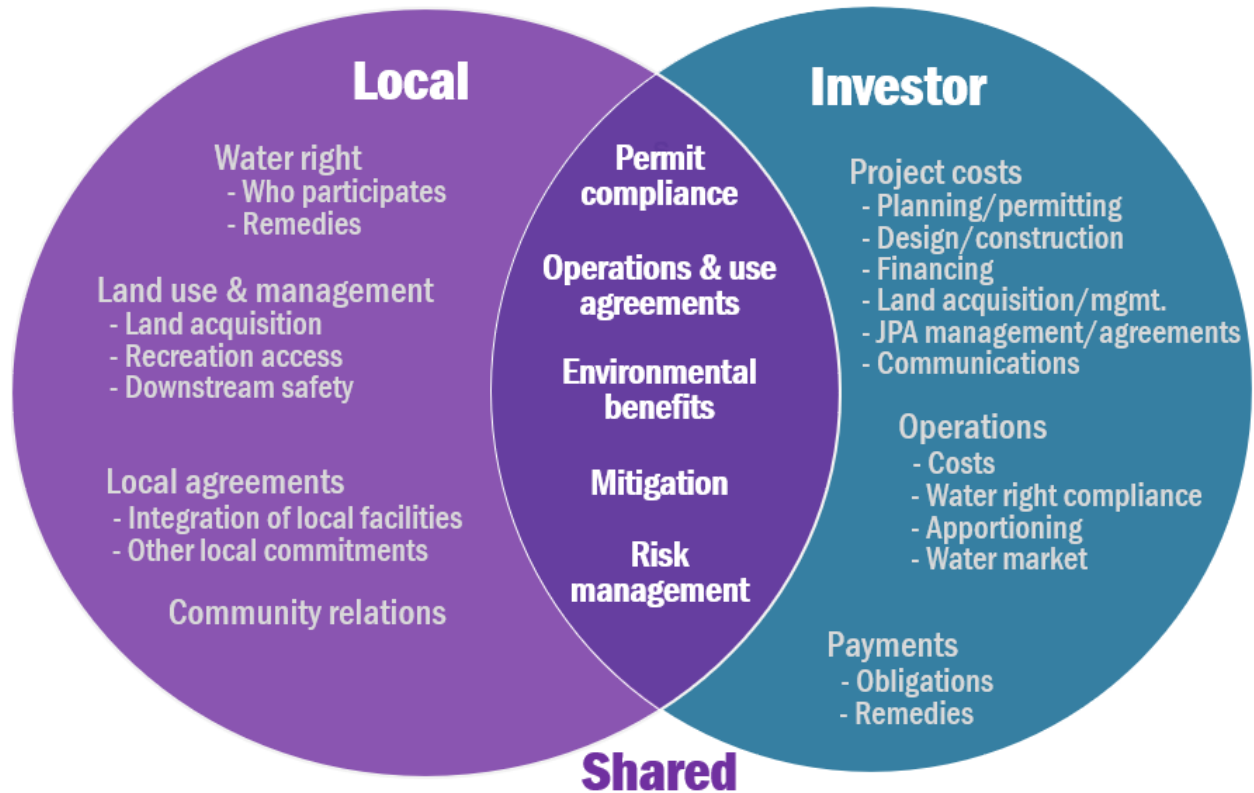 Local
Water right
- Who participates
- Remedies
Land use & management
- Land acquisition
- Recreation access
- Downstream safety
Local agreements
- Integration of local facilities
- Other local commitments
Community relations
Permit
compliance
Operations & use
agreements
Environmental
benefits
Mitigation
Risk
management
Shared
Investor
Project costs
- Planning/permitting
- Design/construction
- Financing
- Land acquisition/mgmt.
- JPA management/agreements
- Communications
Operations
- Costs
- Water right compliance
- Apportioning
- Water market
Payments
- Obligations
- Remedies